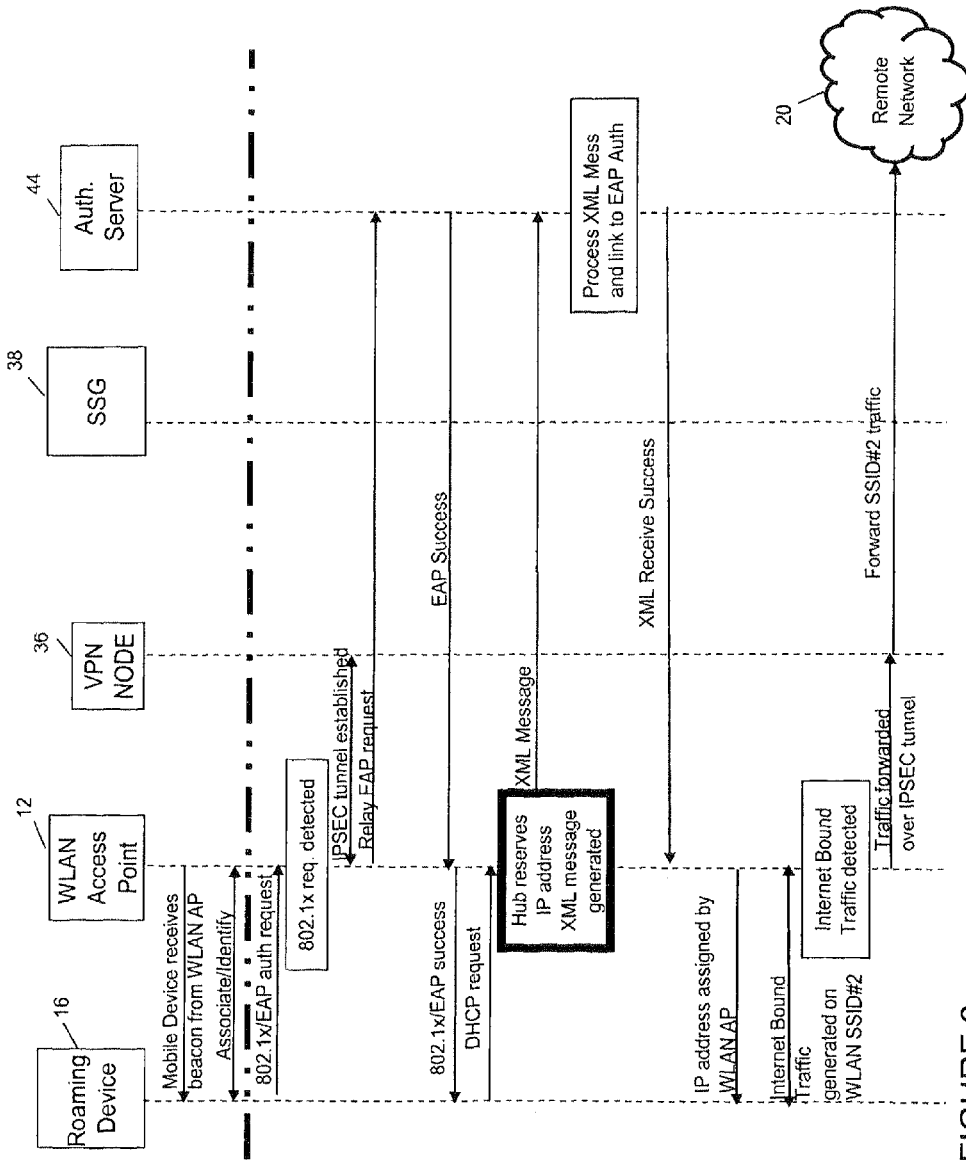 16
Roaming
Device
12
WLAN
Access
Point
36
VPN
NODE
38
SSG
44
Auth.
Server
Mobile Device receives
beacon from WLAN AP
Associate/Identify
802.1x/EAP auth request
802.1x req. detected
IPSEC tunnel established
Relay EAP request
EAP Success
802.1x/EAP success
DHCP request
Hub reserves
IP address
XML message
generated
XML Message
Process XML Mess
and link to EAP Auth
XML Receive Success
IP address assigned by
WLAN AP
Internet Bound
Traffic
generated on
WLAN SSID#2
Internet Bound
Traffic detected
Traffic forwarded
over IPSEC tunnel
Forward SSID#2 traffic
20
Remote
Network